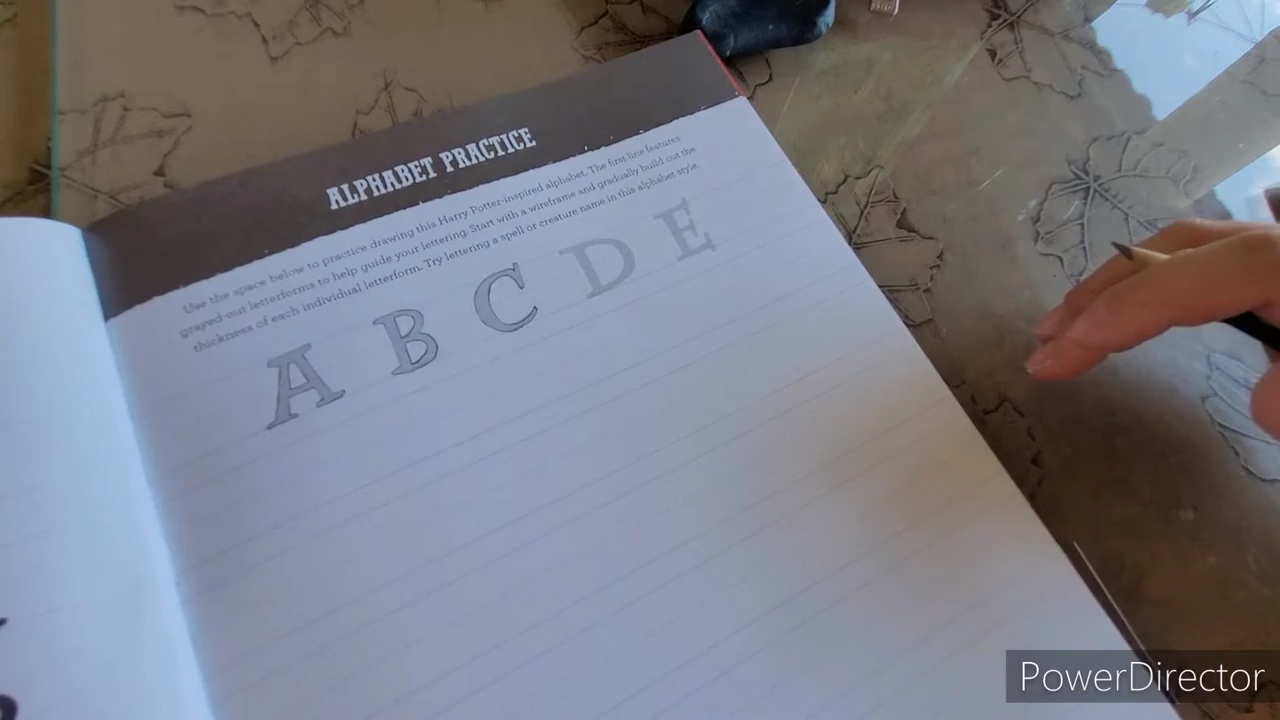 ALPHABET PRACTICE
Use the space below to practice drawing this Harry Potter-inspired alphabet. The first line features
grayed-out letterforms to help guide your lettering. Start with a wireframe and gradually build out the
thickness of each individual letterform. Try lettering a spell or creature name in this alphabet style.
A B C D E
PowerDirector